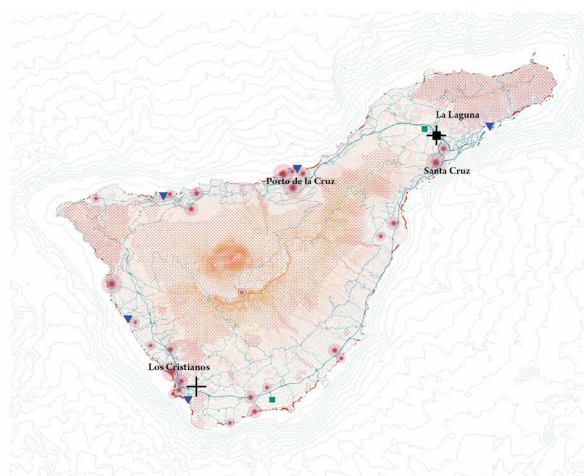 La Laguna
Santa Cruz
Porto de la Cruz
Los Cristianos